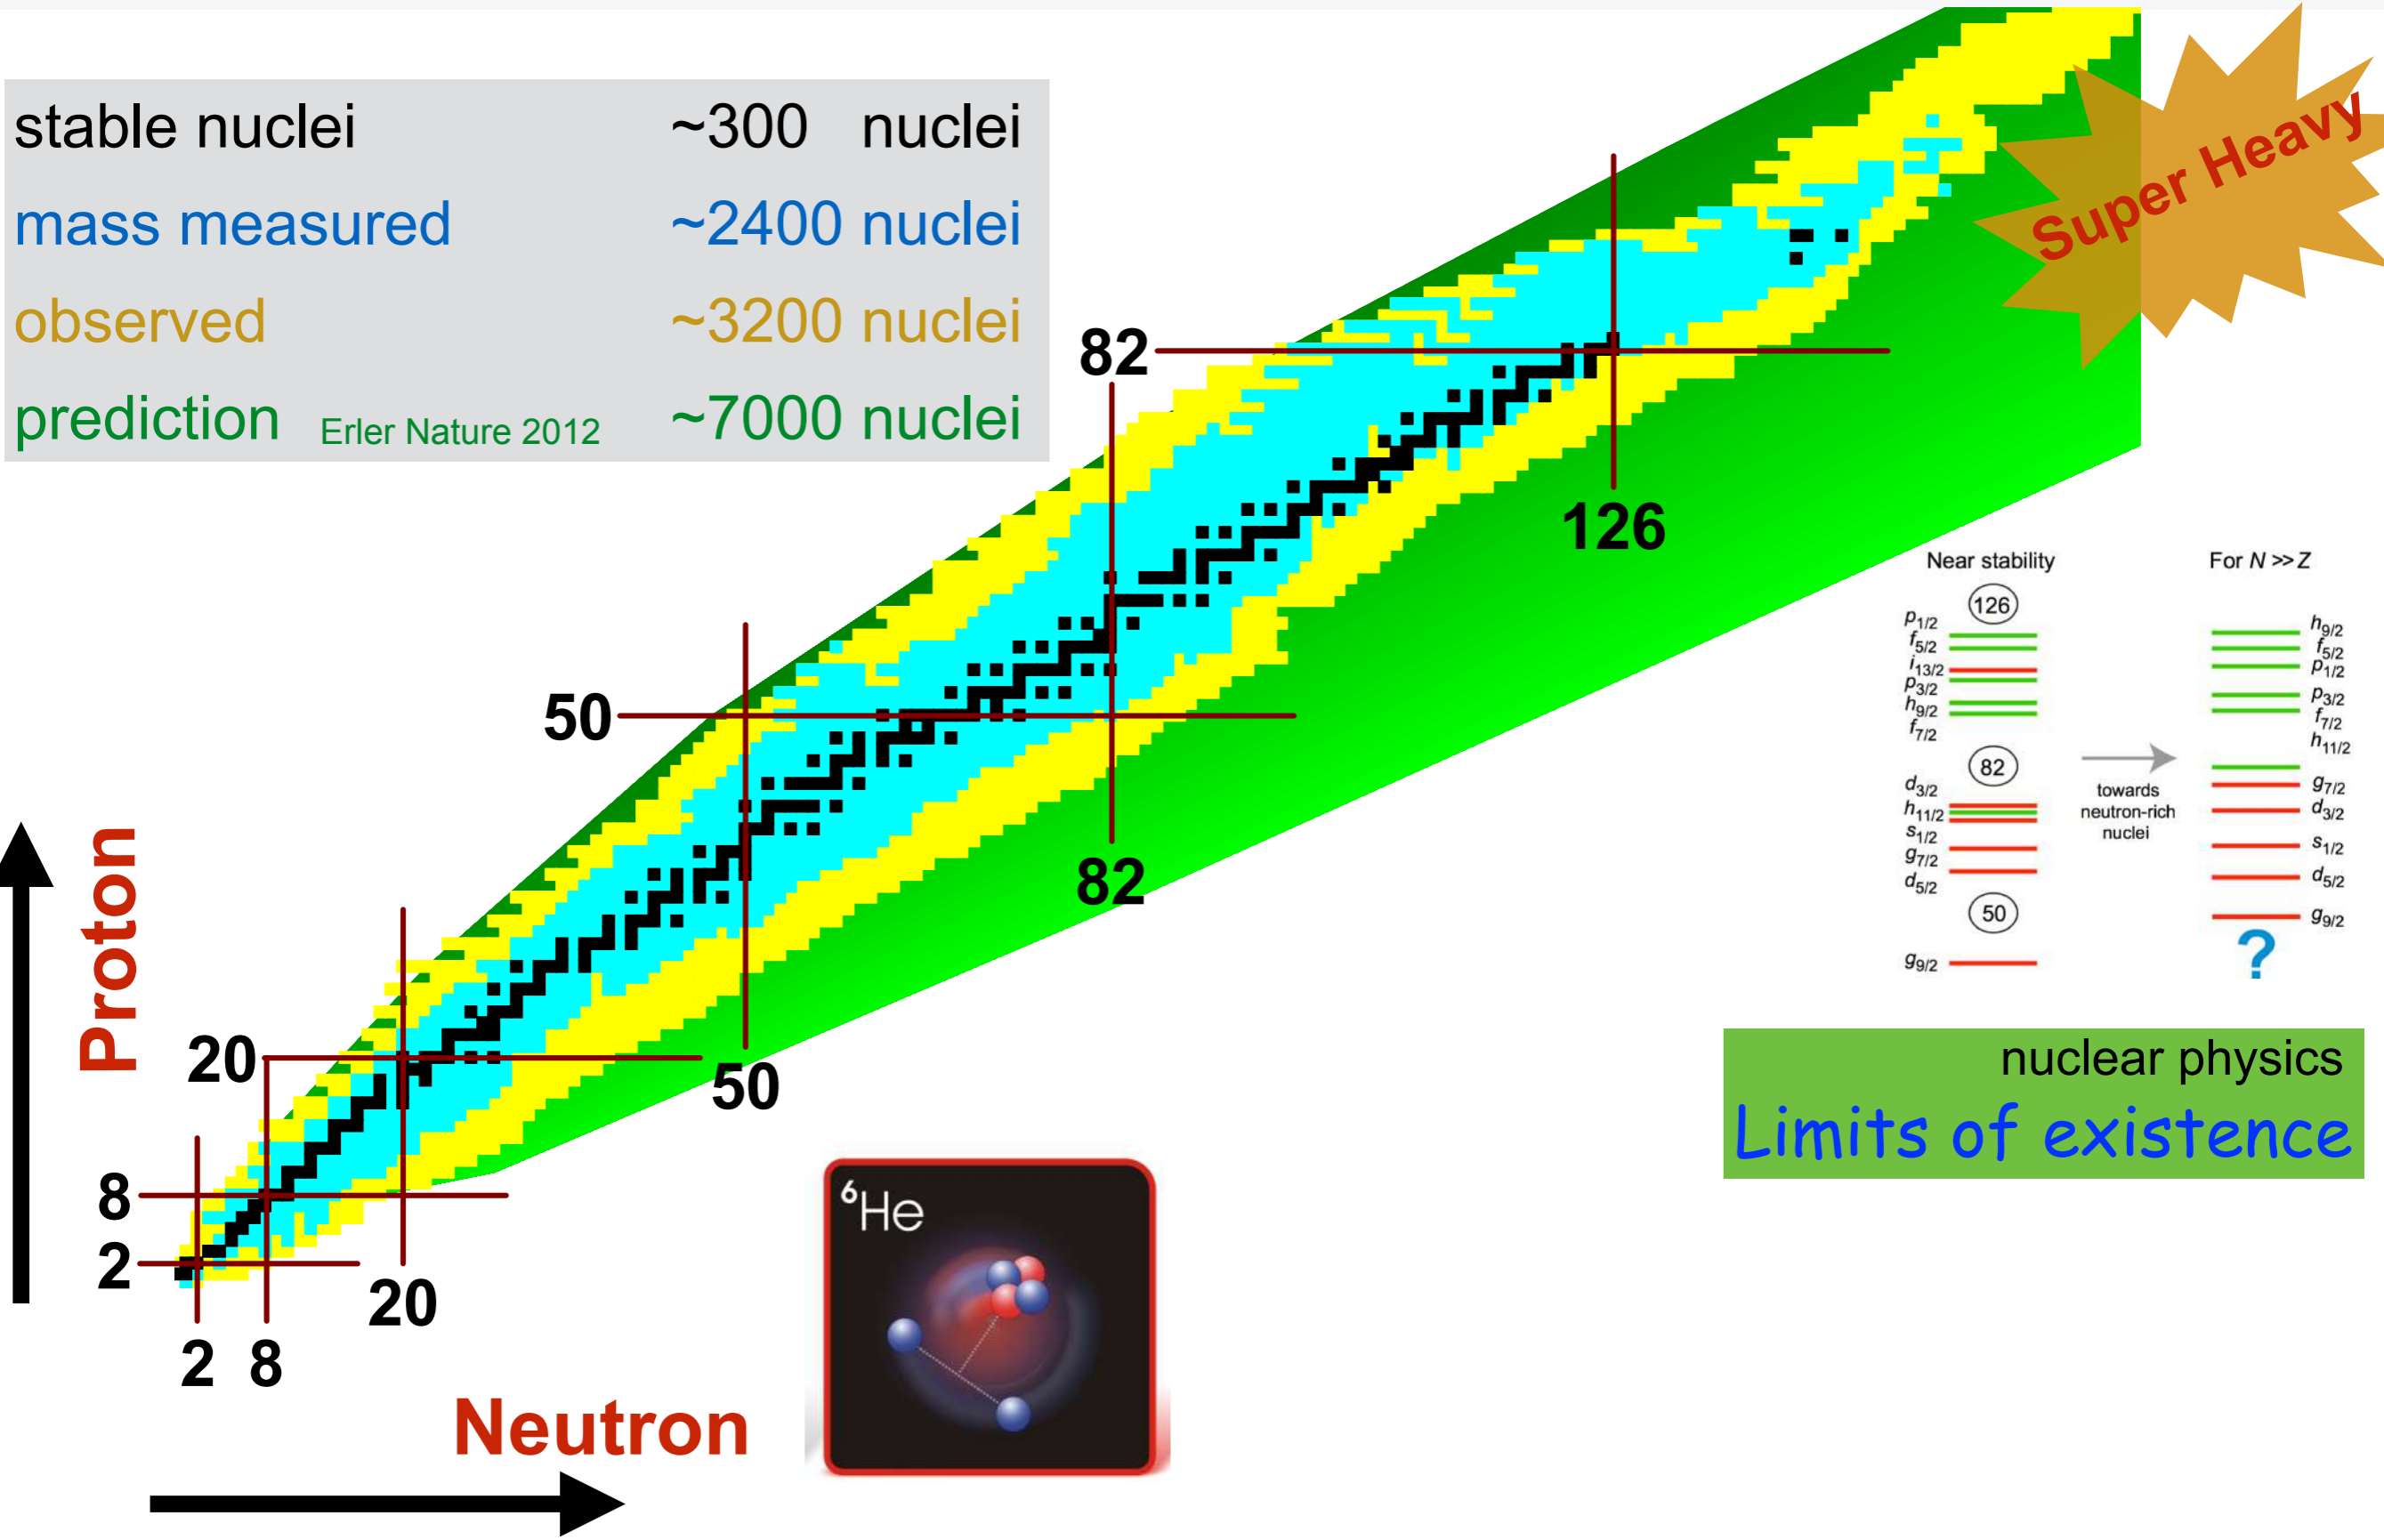 stable nuclei ~300 nuclei
mass measured ~2400 nuclei
observed ~3200 nuclei
prediction Erler Nature 2012 ~7000 nuclei
Super Heavy
82
126
50
82
20
50
8
2
20
2 8
Proton
Neutron
⁶He
Near stability
126
p1/2
f5/2
i13/2
p3/2
h9/2
f7/2
82
d3/2
h11/2
s1/2
g7/2
d5/2
50
g9/2
towards
neutron-rich
nuclei
For N >> Z
h9/2
f5/2
p1/2
p3/2
f7/2
h11/2
g7/2
d3/2
s1/2
d5/2
g9/2
?
nuclear physics
Limits of existence